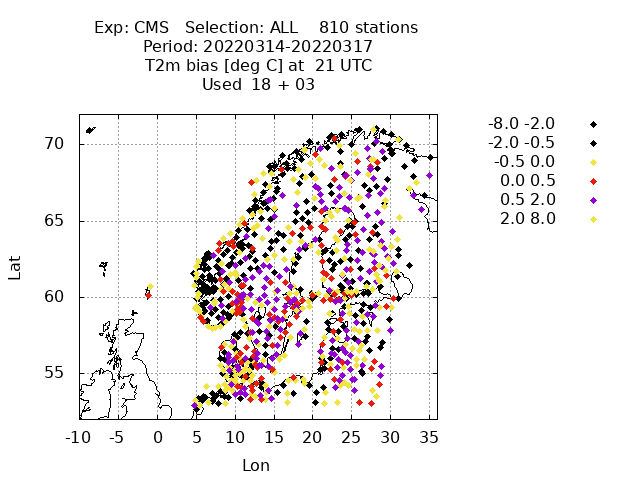 Exp: CMS   Selection: ALL    810 stations
Period: 20220314-20220317
T2m bias [deg C] at  21 UTC
Used  18 + 03
-8.0 -2.0
-2.0 -0.5
-0.5 0.0
0.0 0.5
0.5 2.0
2.0 8.0
70
65
60
55
Lat
-10 -5 0 5 10 15 20 25 30 35
Lon